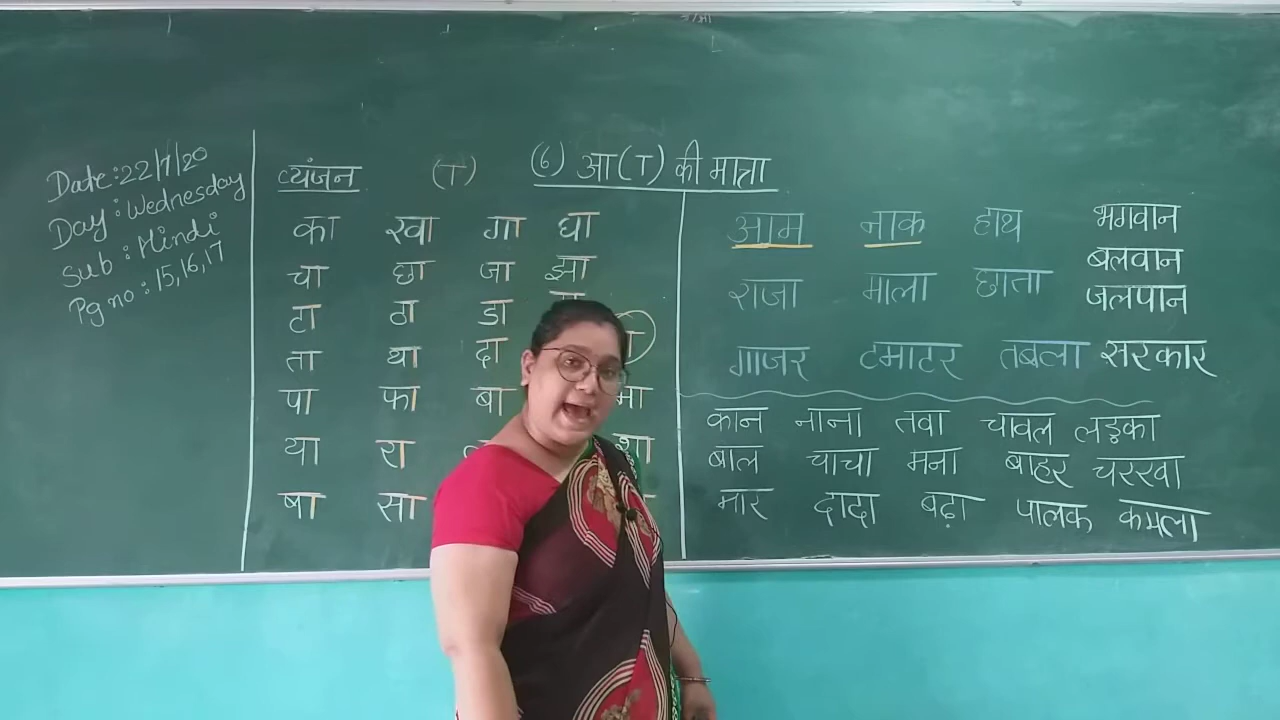 Date:22/7/20
Day:Wednesday
Sub:Hindi
Pg no:15,16,17
व्यंजन (ा) (6) आ(ा) की मात्रा
का खा गा घा
चा छा जा झा
टा ठा डा
ता था दा
पा फा बा मा
या रा शा
षा सा
आम नाक हाथ भगवान
बलवान
राजा माला छाता जलपान
गाजर टमाटर तबला सरकार
कान नाना तवा चावल लड़का
बाल चाचा मना बाहर चरखा
मार दादा बढ़ा पालक कमला